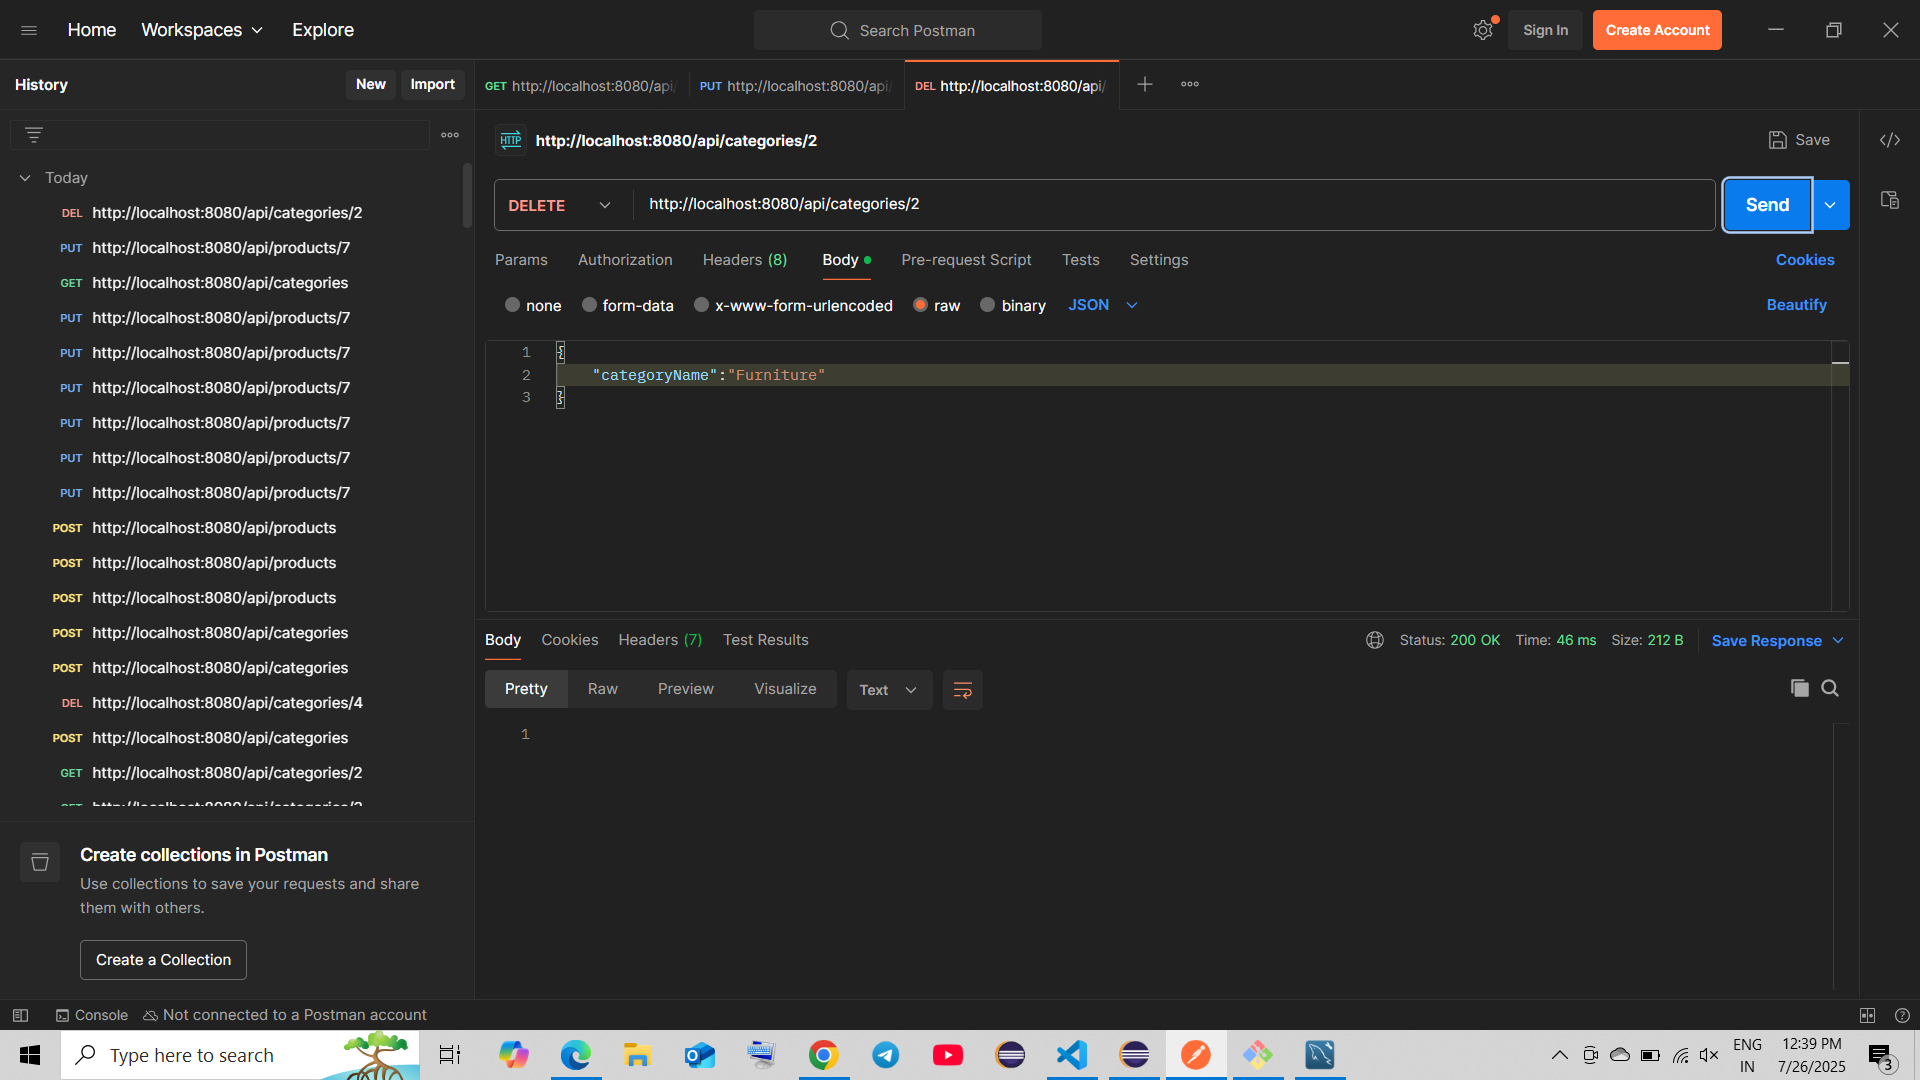 Home Workspaces Explore Search Postman Sign In Create Account
History New Import
GET http://localhost:8080/api/ PUT http://localhost:8080/api/ DEL http://localhost:8080/api/
HTTP http://localhost:8080/api/categories/2 Save
Today
DEL http://localhost:8080/api/categories/2
PUT http://localhost:8080/api/products/7
GET http://localhost:8080/api/categories
PUT http://localhost:8080/api/products/7
PUT http://localhost:8080/api/products/7
PUT http://localhost:8080/api/products/7
PUT http://localhost:8080/api/products/7
PUT http://localhost:8080/api/products/7
PUT http://localhost:8080/api/products/7
POST http://localhost:8080/api/products
POST http://localhost:8080/api/products
POST http://localhost:8080/api/products
POST http://localhost:8080/api/categories
POST http://localhost:8080/api/categories
DEL http://localhost:8080/api/categories/4
POST http://localhost:8080/api/categories
GET http://localhost:8080/api/categories/2
Create collections in Postman
Use collections to save your requests and share
them with others.
Create a Collection
DELETE http://localhost:8080/api/categories/2 Send
Params Authorization Headers (8) Body Pre-request Script Tests Settings Cookies
none form-data x-www-form-urlencoded raw binary JSON Beautify
1 {
2 "categoryName":"Furniture"
3 }
Body Cookies Headers (7) Test Results Status: 200 OK Time: 46 ms Size: 212 B Save Response
Pretty Raw Preview Visualize Text
1
Console Not connected to a Postman account
Type here to search
ENG
IN
12:39 PM
7/26/2025
3